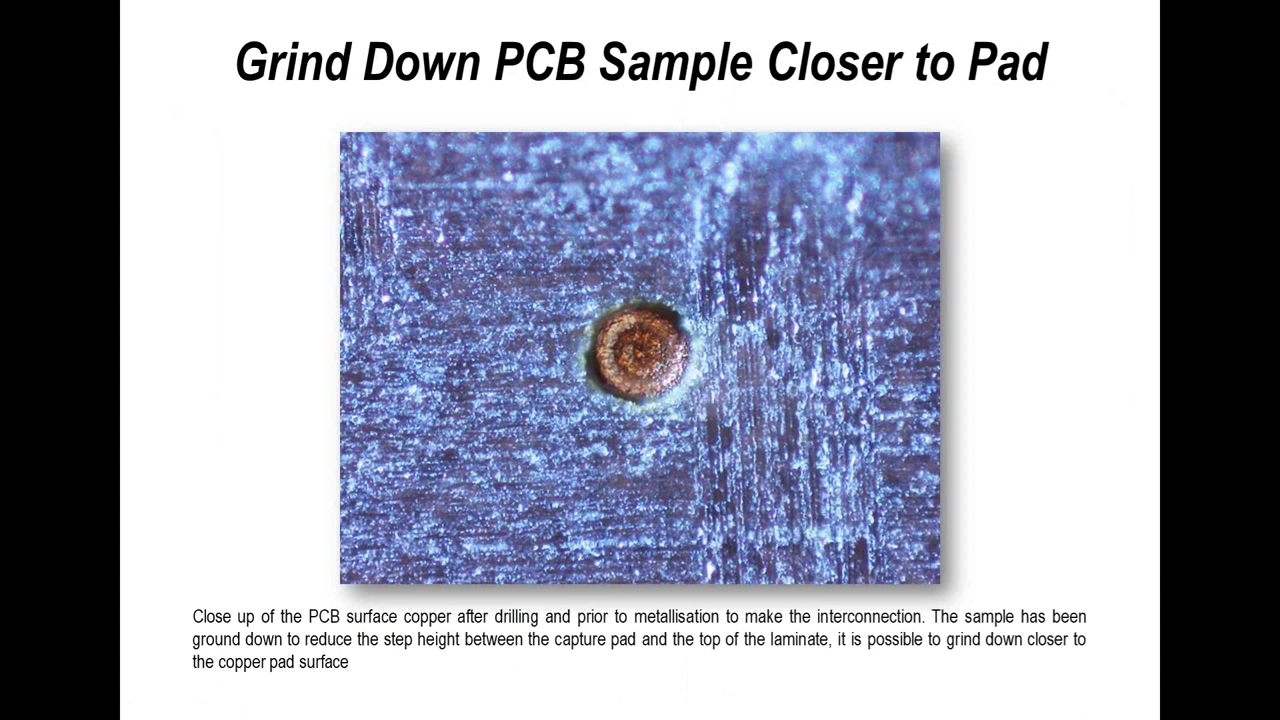 Grind Down PCB Sample Closer to Pad
Close up of the PCB surface copper after drilling and prior to metallisation to make the interconnection. The sample has been
ground down to reduce the step height between the capture pad and the top of the laminate, it is possible to grind down closer to
the copper pad surface